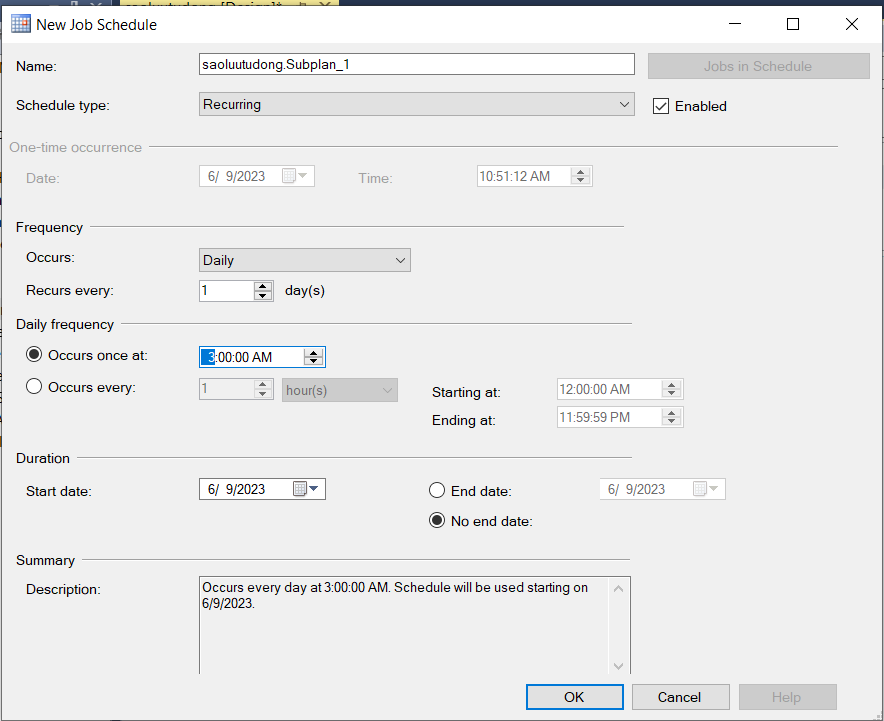 New Job Schedule
Name:
saoluutudong.Subplan_1
Jobs in Schedule
Schedule type:
Recurring
Enabled
One-time occurrence
Date:
6/ 9/2023
Time:
10:51:12 AM
Frequency
Occurs:
Daily
Recurs every:
1
day(s)
Daily frequency
Occurs once at:
3:00:00 AM
Occurs every:
1
hour(s)
Starting at:
12:00:00 AM
Ending at:
11:59:59 PM
Duration
Start date:
6/ 9/2023
End date:
6/ 9/2023
No end date:
Summary
Description:
Occurs every day at 3:00:00 AM. Schedule will be used starting on
6/9/2023.
OK
Cancel
Help